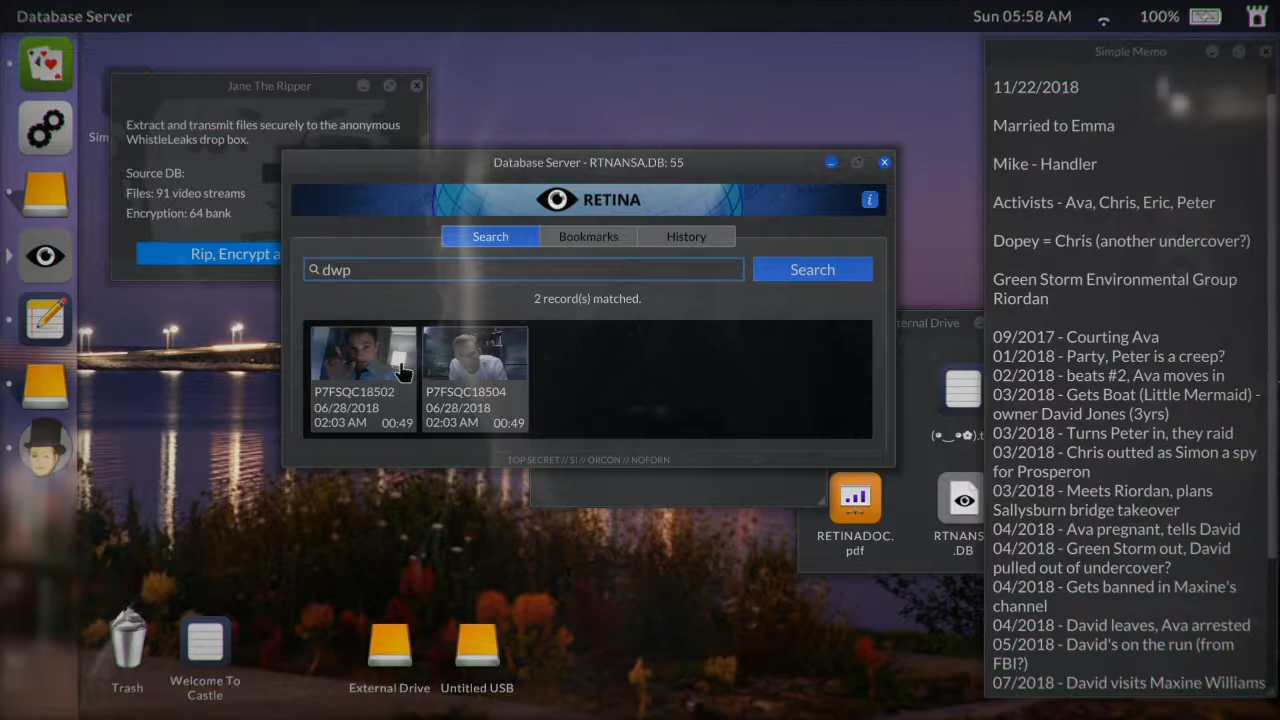 Database Server
Sun 05:58 AM
100%
Jane The Ripper
Extract and transmit files securely to the anonymous
WhistleLeaks drop box.
Source DB:
Files: 91 video streams
Encryption: 64 bank
Rip, Encrypt a
Sim
Database Server - RTNANSA.DB: 55
RETINA
i
Search
Bookmarks
History
dwp
Search
2 record(s) matched.
P7FSQC18502
06/28/2018
02:03 AM 00:49
P7FSQC18504
06/28/2018
02:03 AM 00:49
TOP SECRET // SI // ORCON // NOFORN
ternal Drive
(•‿•✿).t
RETINADOC.
pdf
RTNANS
.DB
Simple Memo
11/22/2018
Married to Emma
Mike - Handler
Activists - Ava, Chris, Eric, Peter
Dopey = Chris (another undercover?)
Green Storm Environmental Group
Riordan
09/2017 - Courting Ava
01/2018 - Party, Peter is a creep?
02/2018 - beats #2, Ava moves in
03/2018 - Gets Boat (Little Mermaid) -
owner David Jones (3yrs)
03/2018 - Turns Peter in, they raid
03/2018 - Chris outted as Simon a spy
for Prosperon
03/2018 - Meets Riordan, plans
Sallysburn bridge takeover
04/2018 - Ava pregnant, tells David
04/2018 - Green Storm out, David
pulled out of undercover?
04/2018 - Gets banned in Maxine's
channel
04/2018 - David leaves, Ava arrested
05/2018 - David's on the run (from
FBI?)
07/2018 - David visits Maxine Williams
Trash
Welcome To
Castle
External Drive
Untitled USB